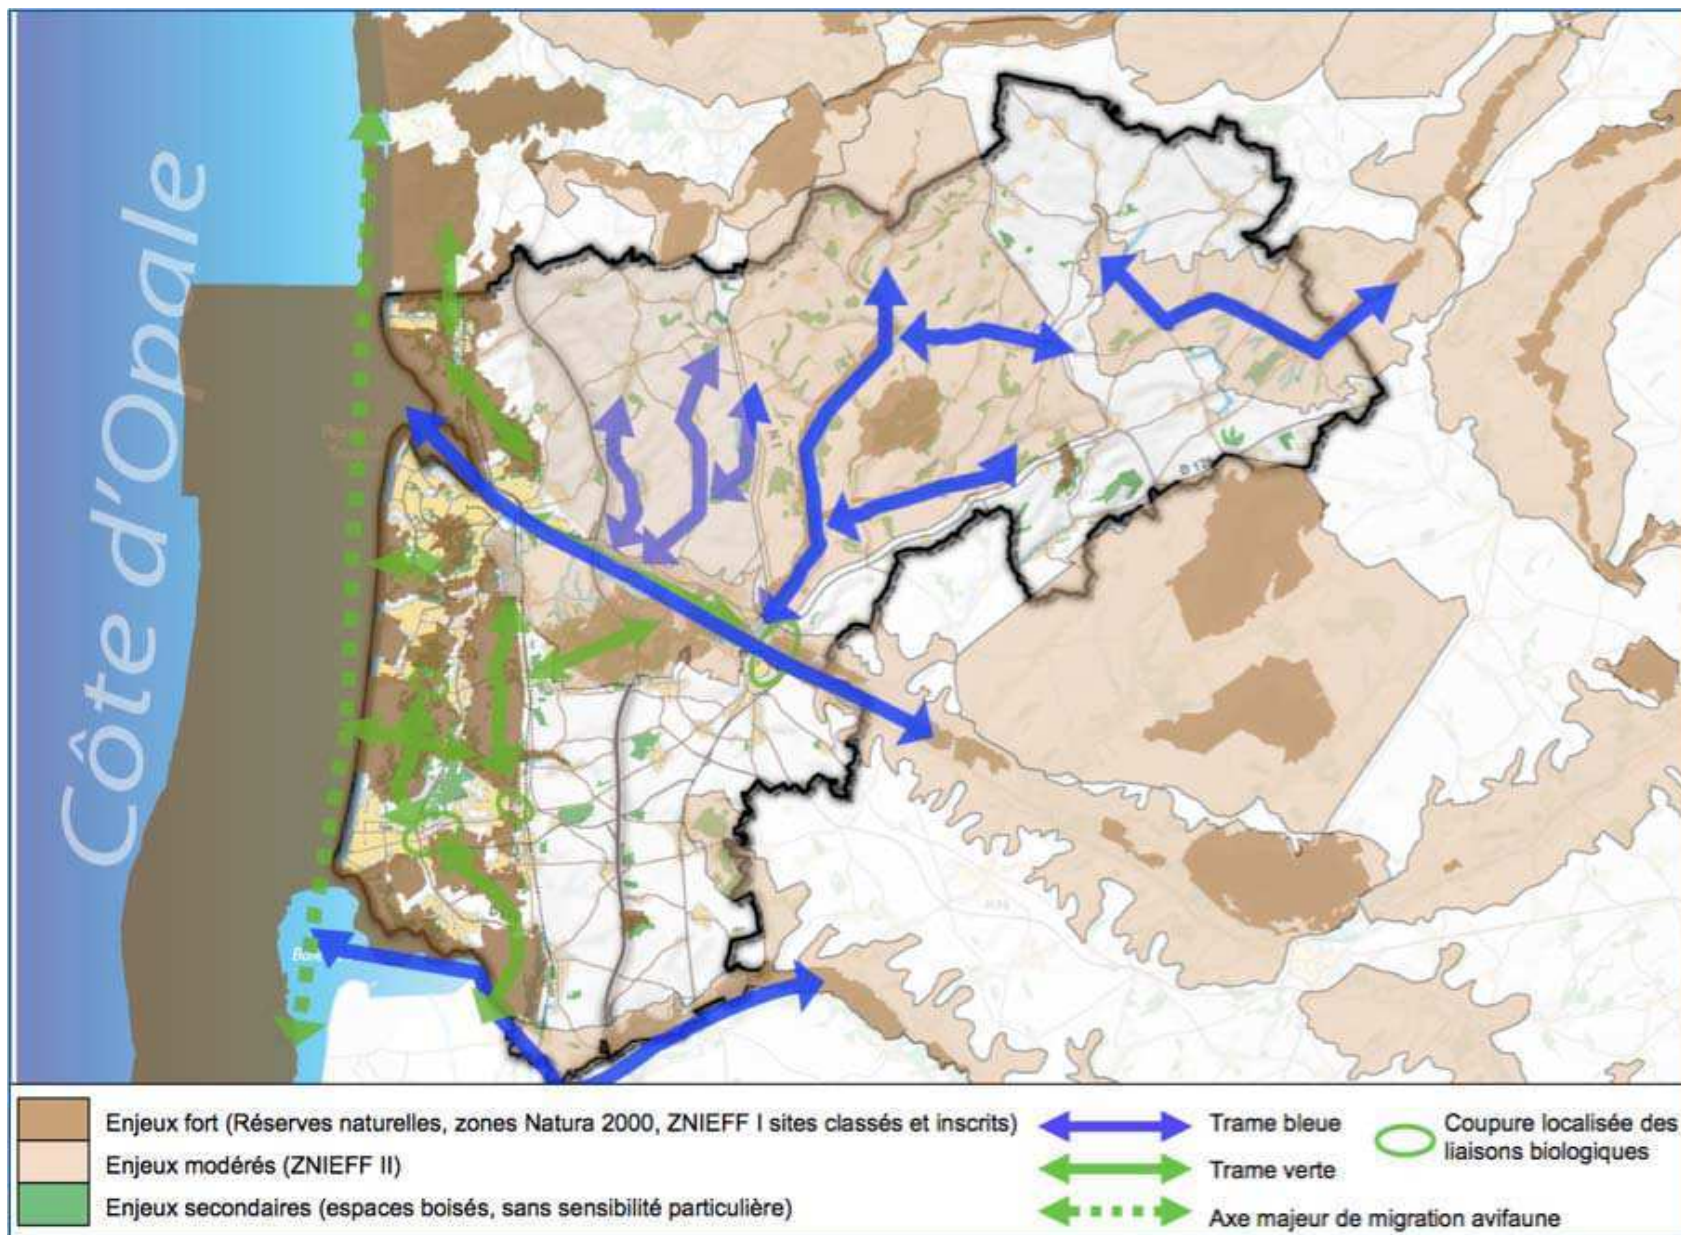 Côte d'Opale
N 1
Enjeux fort (Réserves naturelles, zones Natura 2000, ZNIEFF I sites classés et inscrits)
Enjeux modérés (ZNIEFF II)
Enjeux secondaires (espaces boisés, sans sensibilité particulière)
Trame bleue
Trame verte
Axe majeur de migration avifaune
Coupure localisée des
liaisons biologiques